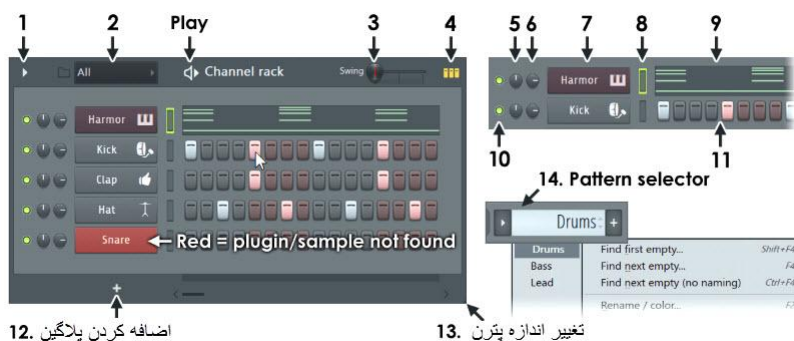 1 2 Play 3 4
All Channel rack Swing
Harmor
Kick
Clap
Hat
Snare Red = plugin/sample not found
12. اضافه کردن پلاگین
13. تغییر اندازه پترن
5 6 7 8 9
Harmor
Kick
10 11
14. Pattern selector
Drums +
Drums Find first empty... Shift+F4
Bass Find next empty... F4
Lead Find next empty (no naming) Ctrl+F4
Rename / color...